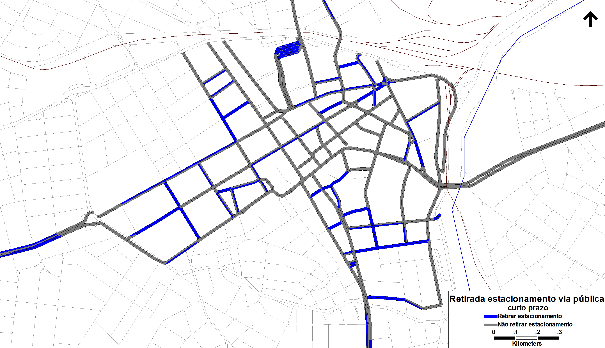 Retirada estacionamento via pública
curto prazo
Retirar estacionamento
Não retirar estacionamento
0 .1 .2 .3
Kilometers